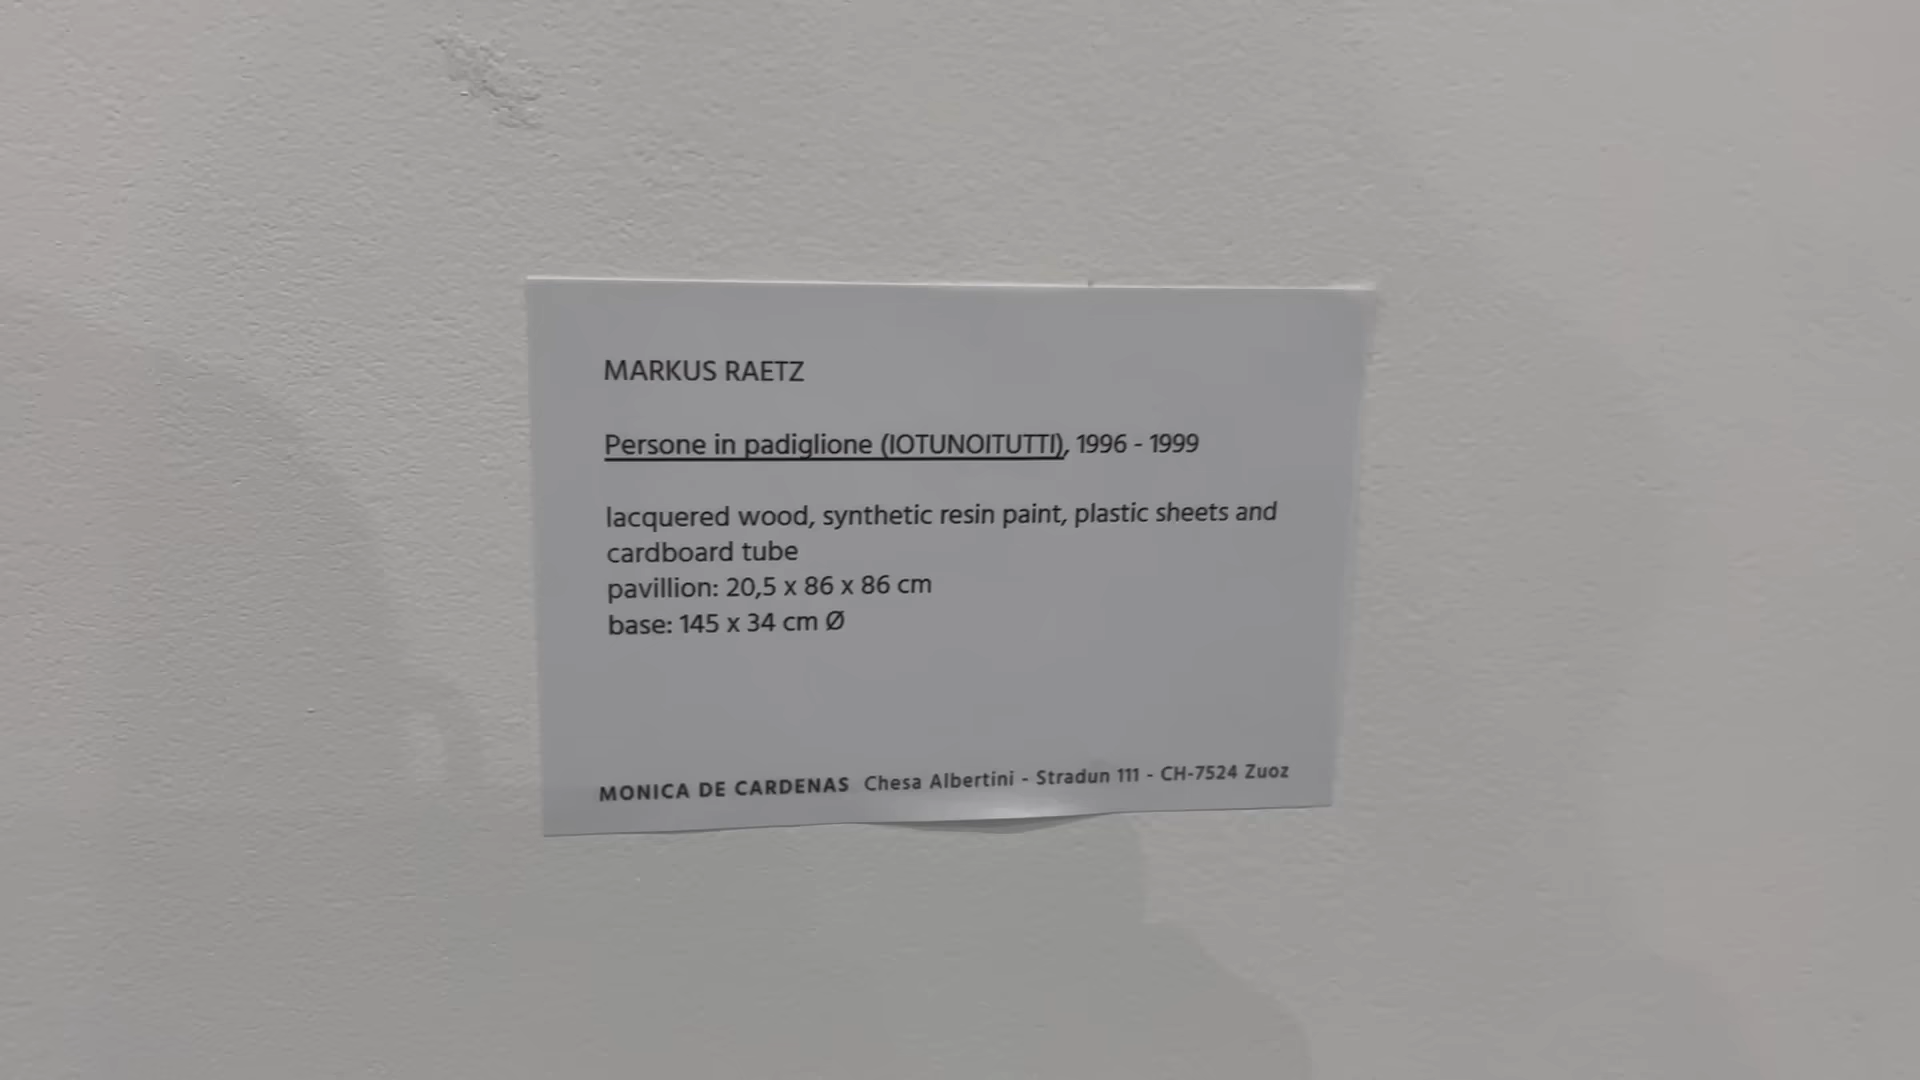 MARKUS RAETZ
Persone in padiglione (IOTUNOITUTTI), 1996 - 1999
lacquered wood, synthetic resin paint, plastic sheets and
cardboard tube
pavillion: 20,5 x 86 x 86 cm
base: 145 x 34 cm Ø
MONICA DE CARDENAS Chesa Albertini - Stradun 111 - CH-7524 Zuoz